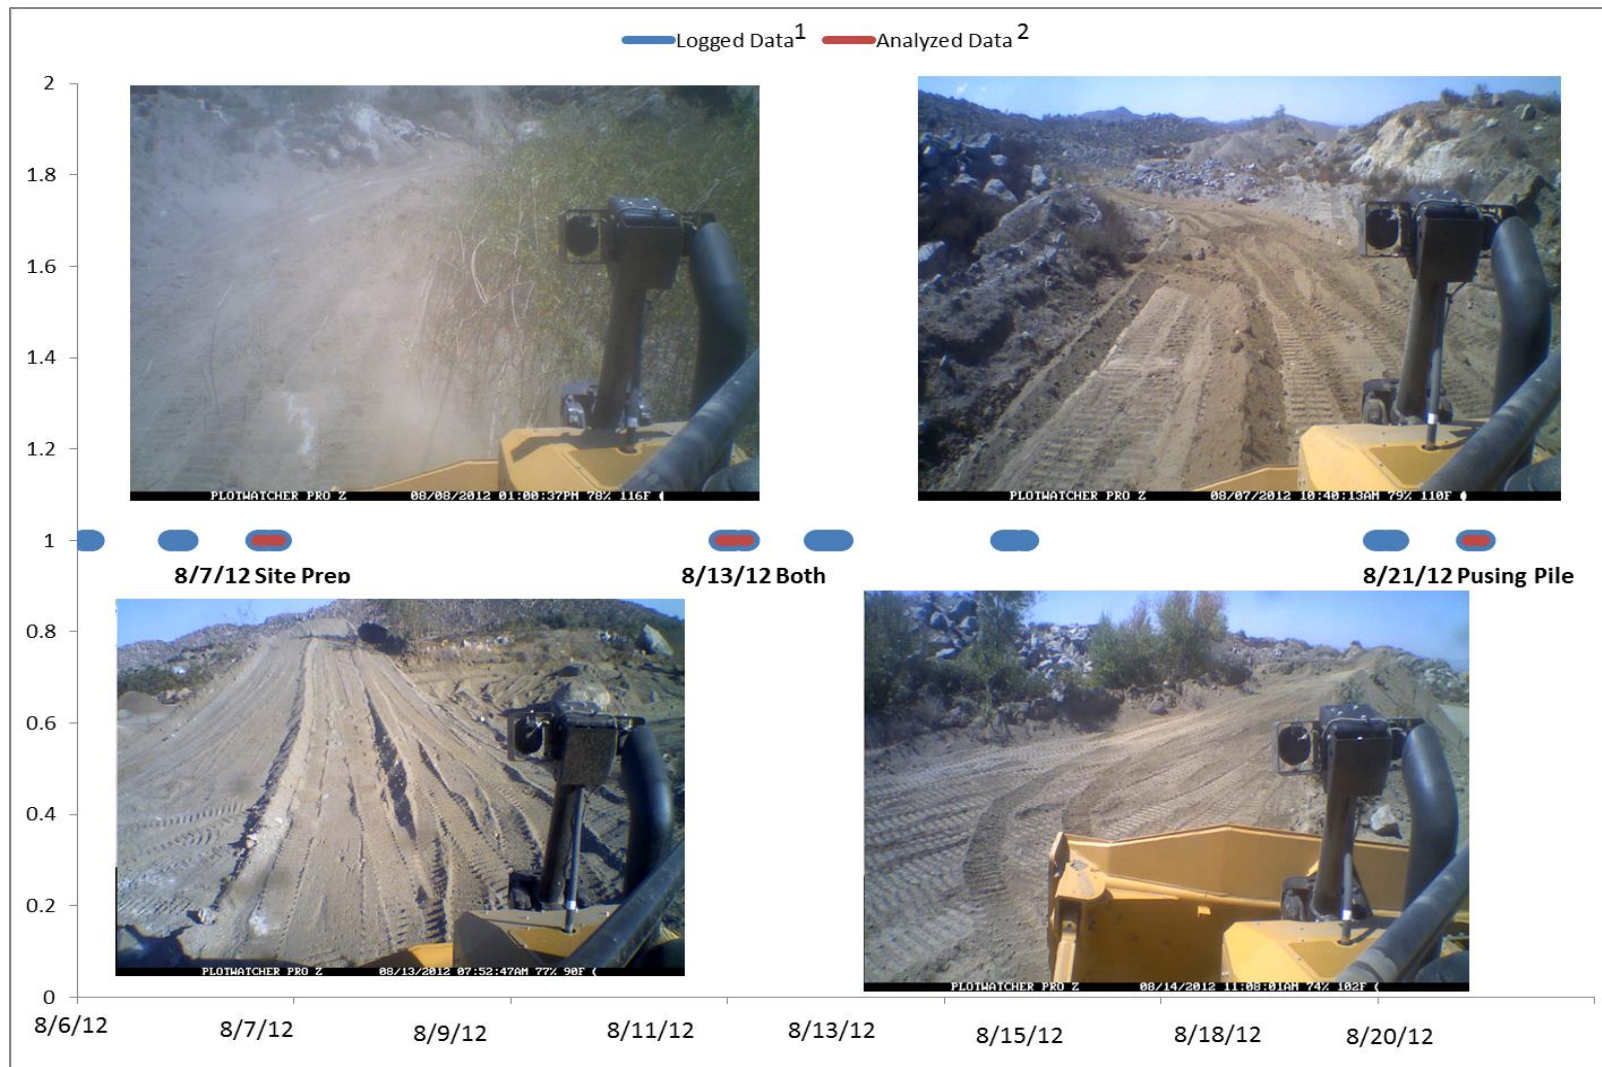 Logged Data1 Analyzed Data 2
2
1.8
1.6
1.4
1.2
PLOTWATCHER PRO Z 08/08/2012 01:00:37PM 78% 116F
PLOTWATCHER PRO Z 08/07/2012 10:40:13AM 79% 110F
1
8/7/12 Site Prep
8/13/12 Both
8/21/12 Pusing Pile
0.8
0.6
0.4
0.2
PLOTWATCHER PRO Z 08/13/2012 07:52:47AM 77% 90F
PLOTWATCHER PRO Z 08/14/2012 11:08:01AM 74% 102F
0
8/6/12 8/7/12 8/9/12 8/11/12 8/13/12 8/15/12 8/18/12 8/20/12